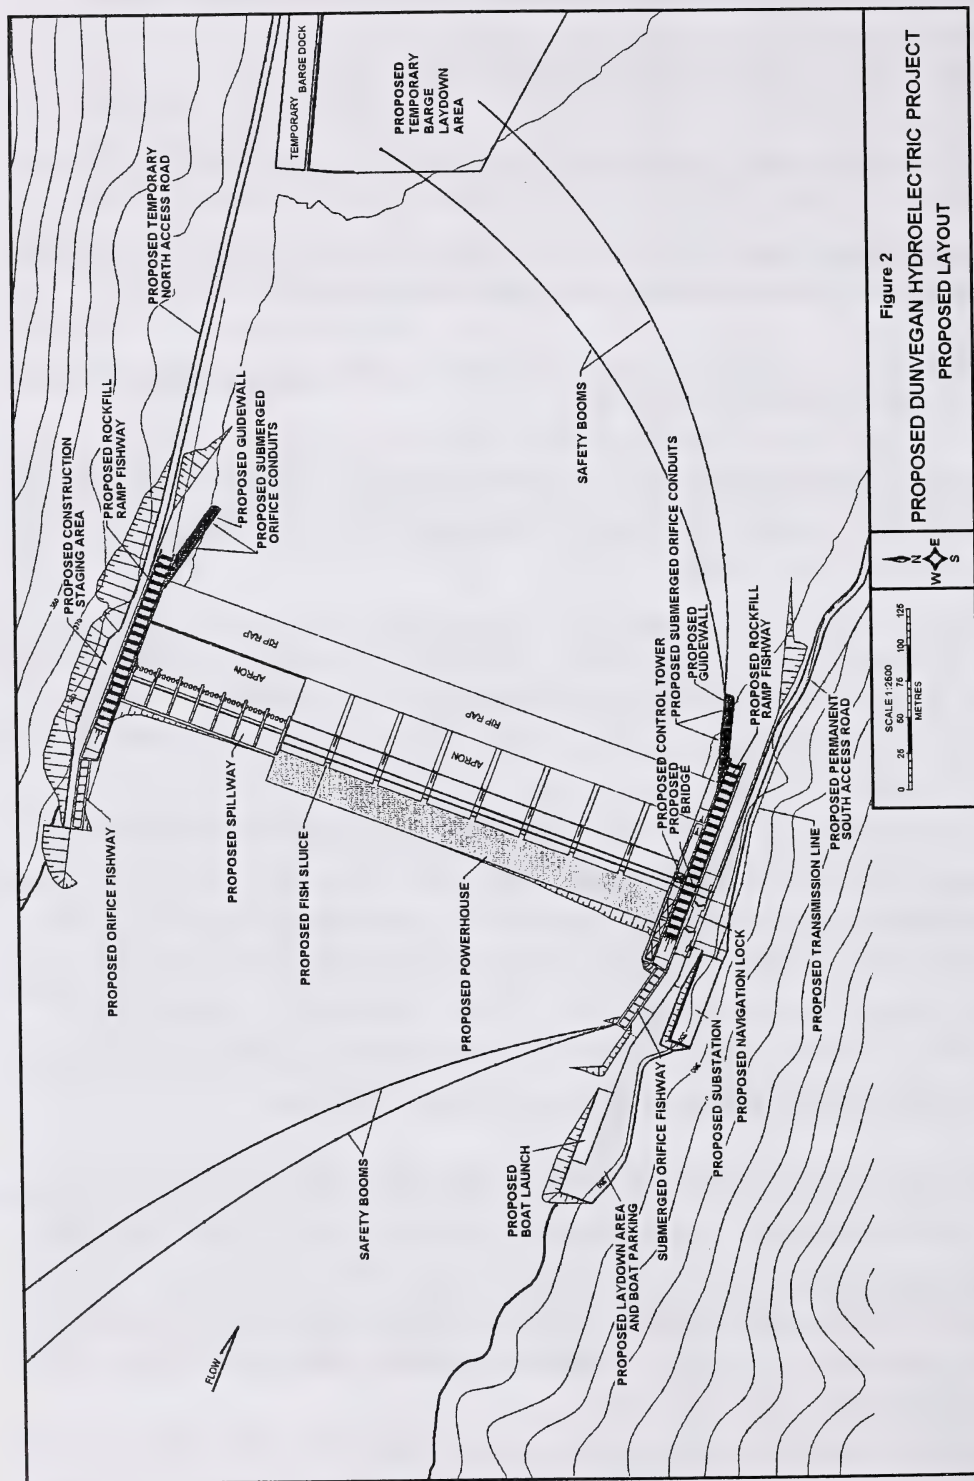 TEMPORARY
BARGE DOCK
PROPOSED
TEMPORARY
BARGE
LAYDOWN
AREA
PROPOSED TEMPORARY
NORTH ACCESS ROAD
PROPOSED ROCKFILL
RAMP FISHWAY
PROPOSED CONSTRUCTION
STAGING AREA
PROPOSED GUIDEWALL
PROPOSED SUBMERGED
ORIFICE CONDUITS
PROPOSED ORIFICE FISHWAY
PROPOSED SPILLWAY
PROPOSED FISH SLUICE
PROPOSED POWERHOUSE
RIP RAP
APRON
RIP RAP
APRON
SAFETY BOOMS
SAFETY BOOMS
FLOW
PROPOSED CONTROL TOWER
PROPOSED
BRIDGE
PROPOSED SUBMERGED ORIFICE CONDUITS
PROPOSED
GUIDEWALL
PROPOSED ROCKFILL
RAMP FISHWAY
PROPOSED PERMANENT
SOUTH ACCESS ROAD
PROPOSED TRANSMISSION LINE
PROPOSED NAVIGATION LOCK
PROPOSED SUBSTATION
SUBMERGED ORIFICE FISHWAY
PROPOSED
BOAT LAUNCH
PROPOSED LAYDOWN AREA
AND BOAT PARKING
SCALE 1:2500
0 25 50 75 100 125
METRES
N
W E
S
Figure 2
PROPOSED DUNVEGAN HYDROELECTRIC PROJECT
PROPOSED LAYOUT